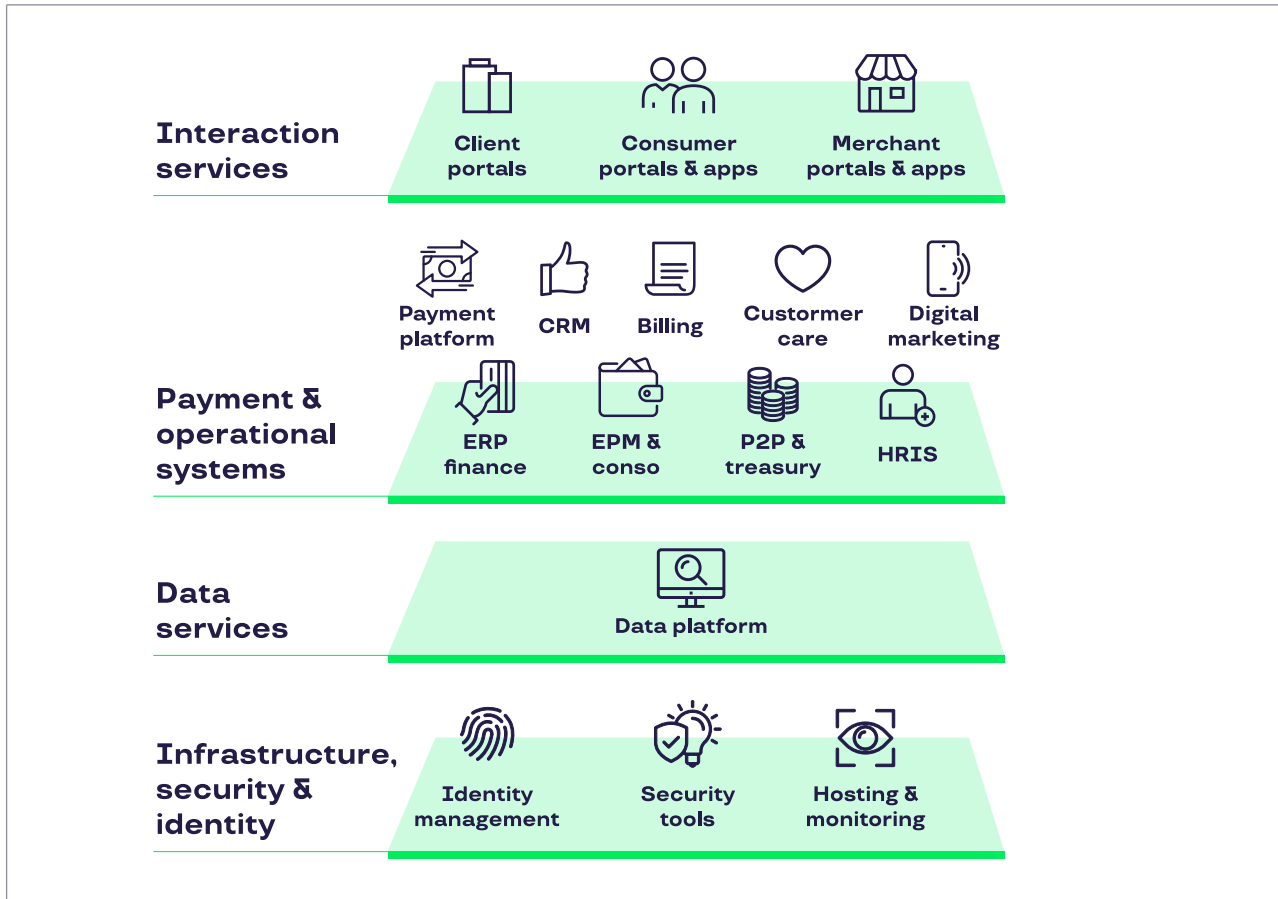 Interaction
services
Client
portals
Consumer
portals & apps
Merchant
portals & apps
Payment &
operational
systems
Payment
platform
CRM
Billing
Custormer
care
Digital
marketing
ERP
finance
EPM &
conso
P2P &
treasury
HRIS
Data
services
Data platform
Infrastructure,
security &
identity
Identity
management
Security
tools
Hosting &
monitoring